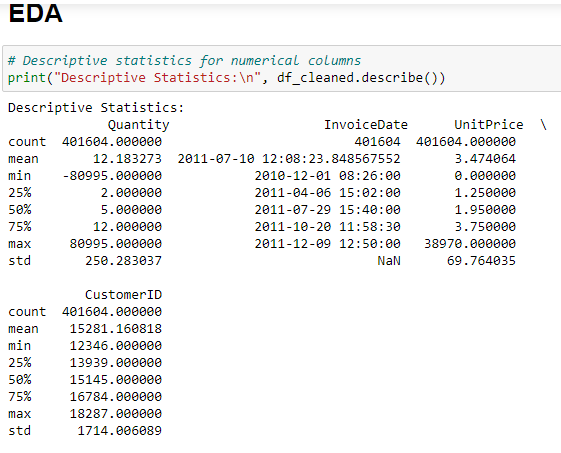 EDA
# Descriptive statistics for numerical columns
print("Descriptive Statistics:\n", df_cleaned.describe())
Descriptive Statistics:
Quantity InvoiceDate UnitPrice \
count 401604.000000 401604 401604.000000
mean 12.183273 2011-07-10 12:08:23.848567552 3.474064
min -80995.000000 2010-12-01 08:26:00 0.000000
25% 2.000000 2011-04-06 15:02:00 1.250000
50% 5.000000 2011-07-29 15:40:00 1.950000
75% 12.000000 2011-10-20 11:58:30 3.750000
max 80995.000000 2011-12-09 12:50:00 38970.000000
std 250.283037 NaN 69.764035
CustomerID
count 401604.000000
mean 15281.160818
min 12346.000000
25% 13939.000000
50% 15145.000000
75% 16784.000000
max 18287.000000
std 1714.006089